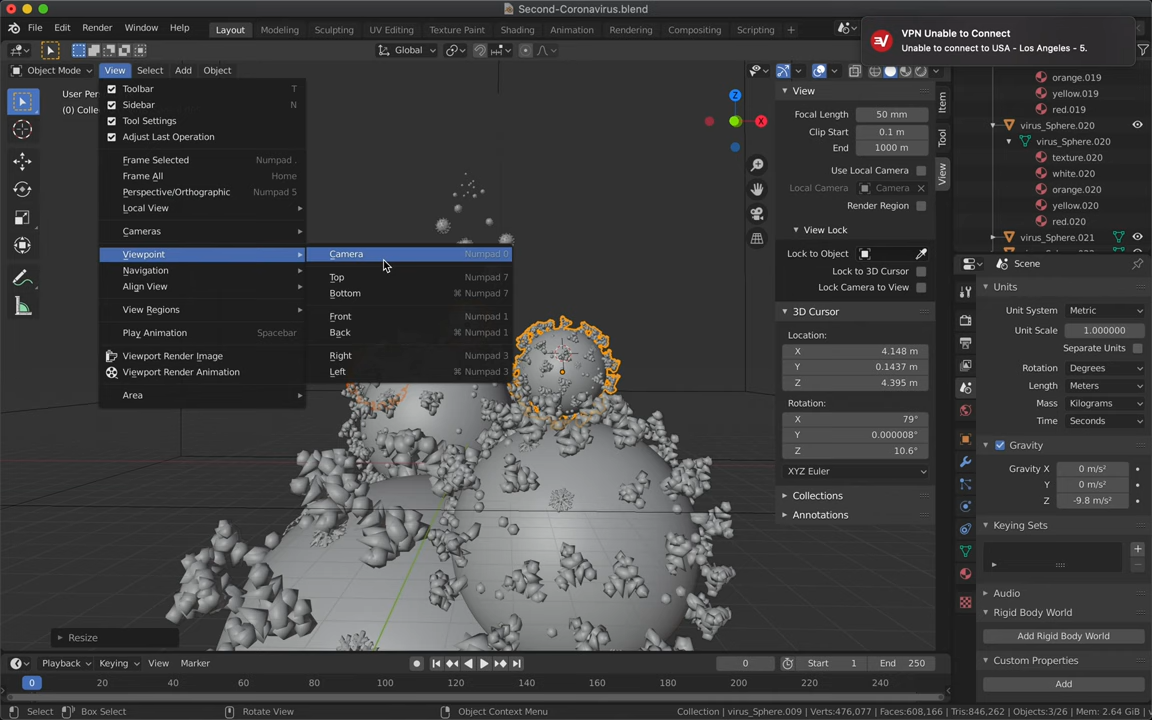 Second-Coronavirus.blend
File Edit Render Window Help Layout Modeling Sculpting UV Editing Texture Paint Shading Animation Rendering Compositing Scripting +
VPN Unable to Connect
Unable to connect to USA - Los Angeles - 5.
Global
Object Mode View Select Add Object
User Per
(0) Colle
Toolbar T
Sidebar N
Tool Settings
Adjust Last Operation
Frame Selected Numpad .
Frame All Home
Perspective/Orthographic Numpad 5
Local View
Cameras
Viewpoint
Navigation
Align View
View Regions
Play Animation Spacebar
Viewport Render Image
Viewport Render Animation
Area
Camera Numpad 0
Top Numpad 7
Bottom ⌘ Numpad 7
Front Numpad 1
Back ⌘ Numpad 1
Right Numpad 3
Left ⌘ Numpad 3
Z
X
View
Focal Length 50 mm
Clip Start 0.1 m
End 1000 m
Use Local Camera
Local Camera Camera
Render Region
View Lock
Lock to Object
Lock to 3D Cursor
Lock Camera to View
3D Cursor
Location:
X 4.148 m
Y 0.1437 m
Z 4.395 m
Rotation:
X 79°
Y 0.000008°
Z 10.6°
XYZ Euler
Collections
Annotations
Item
Tool
View
orange.019
yellow.019
red.019
virus_Sphere.020
virus_Sphere.020
texture.020
white.020
orange.020
yellow.020
red.020
virus_Sphere.021
Scene
Units
Unit System Metric
Unit Scale 1.000000
Separate Units
Rotation Degrees
Length Meters
Mass Kilograms
Time Seconds
Gravity
Gravity X 0 m/s²
Y 0 m/s²
Z -9.8 m/s²
Keying Sets
Audio
Rigid Body World
Add Rigid Body World
Custom Properties
Add
Resize
Playback Keying View Marker 0 Start 1 End 250
0 20 40 60 80 100 120 140 160 180 200 220 240
Select Box Select Rotate View Object Context Menu Collection | virus_Sphere.009 | Verts:476,077 | Faces:608,166 | Tris:846,262 | Objects:3/26 | Mem: 2.64 GiB |